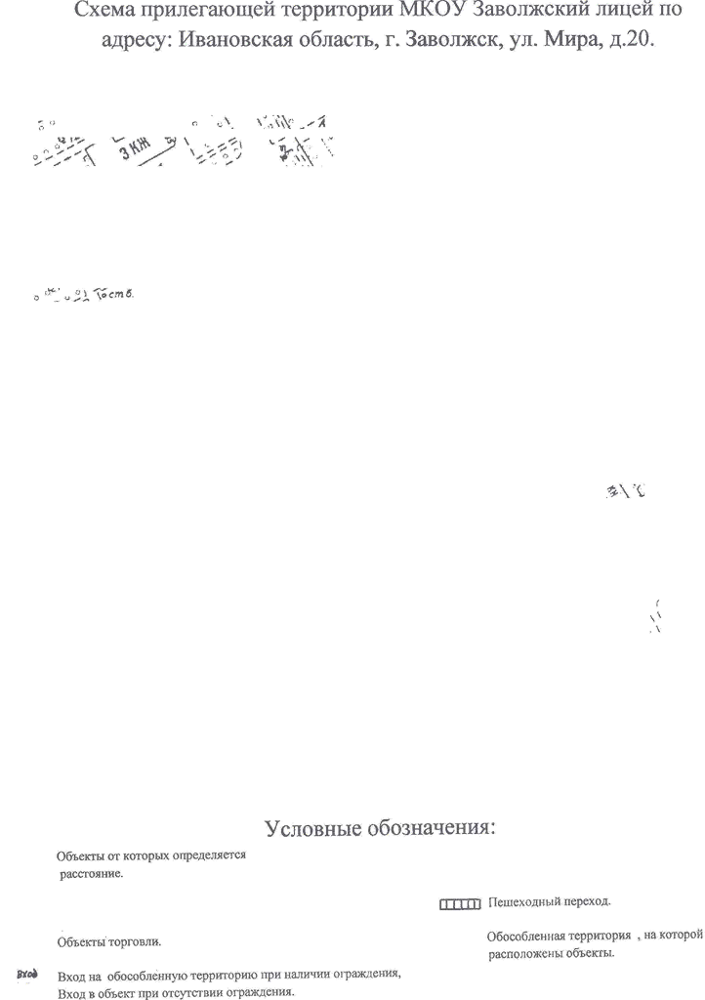 Схема прилегающей территории МКОУ Заволжский лицей по
адресу: Ивановская область, г. Заволжск, ул. Мира, д.20.
3 КЖ
Условные обозначения:
Объекты от которых определяется
расстояние.
Пешеходный переход.
Объекты торговли.
Обособленная территория , на которой
расположены объекты.
Вход
Вход на обособленную территорию при наличии ограждения,
Вход в объект при отсутствии ограждения.